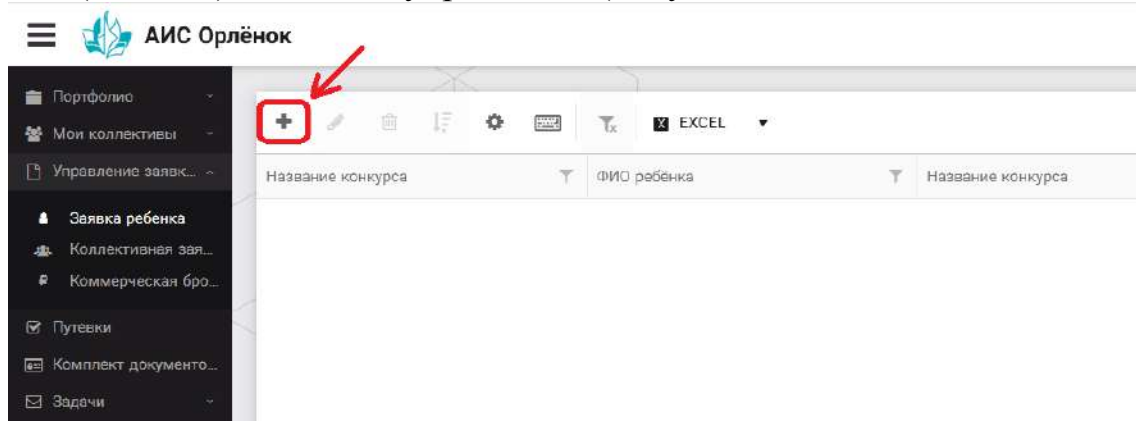 АИС Орлёнок
Портфолио
Мои коллективы
Управление заявк...
Заявка ребенка
Коллективная зая...
Коммерческая бро...
Путевки
Комплект документо...
Задачи
EXCEL
Название конкурса
ФИО ребёнка
Название конкурса